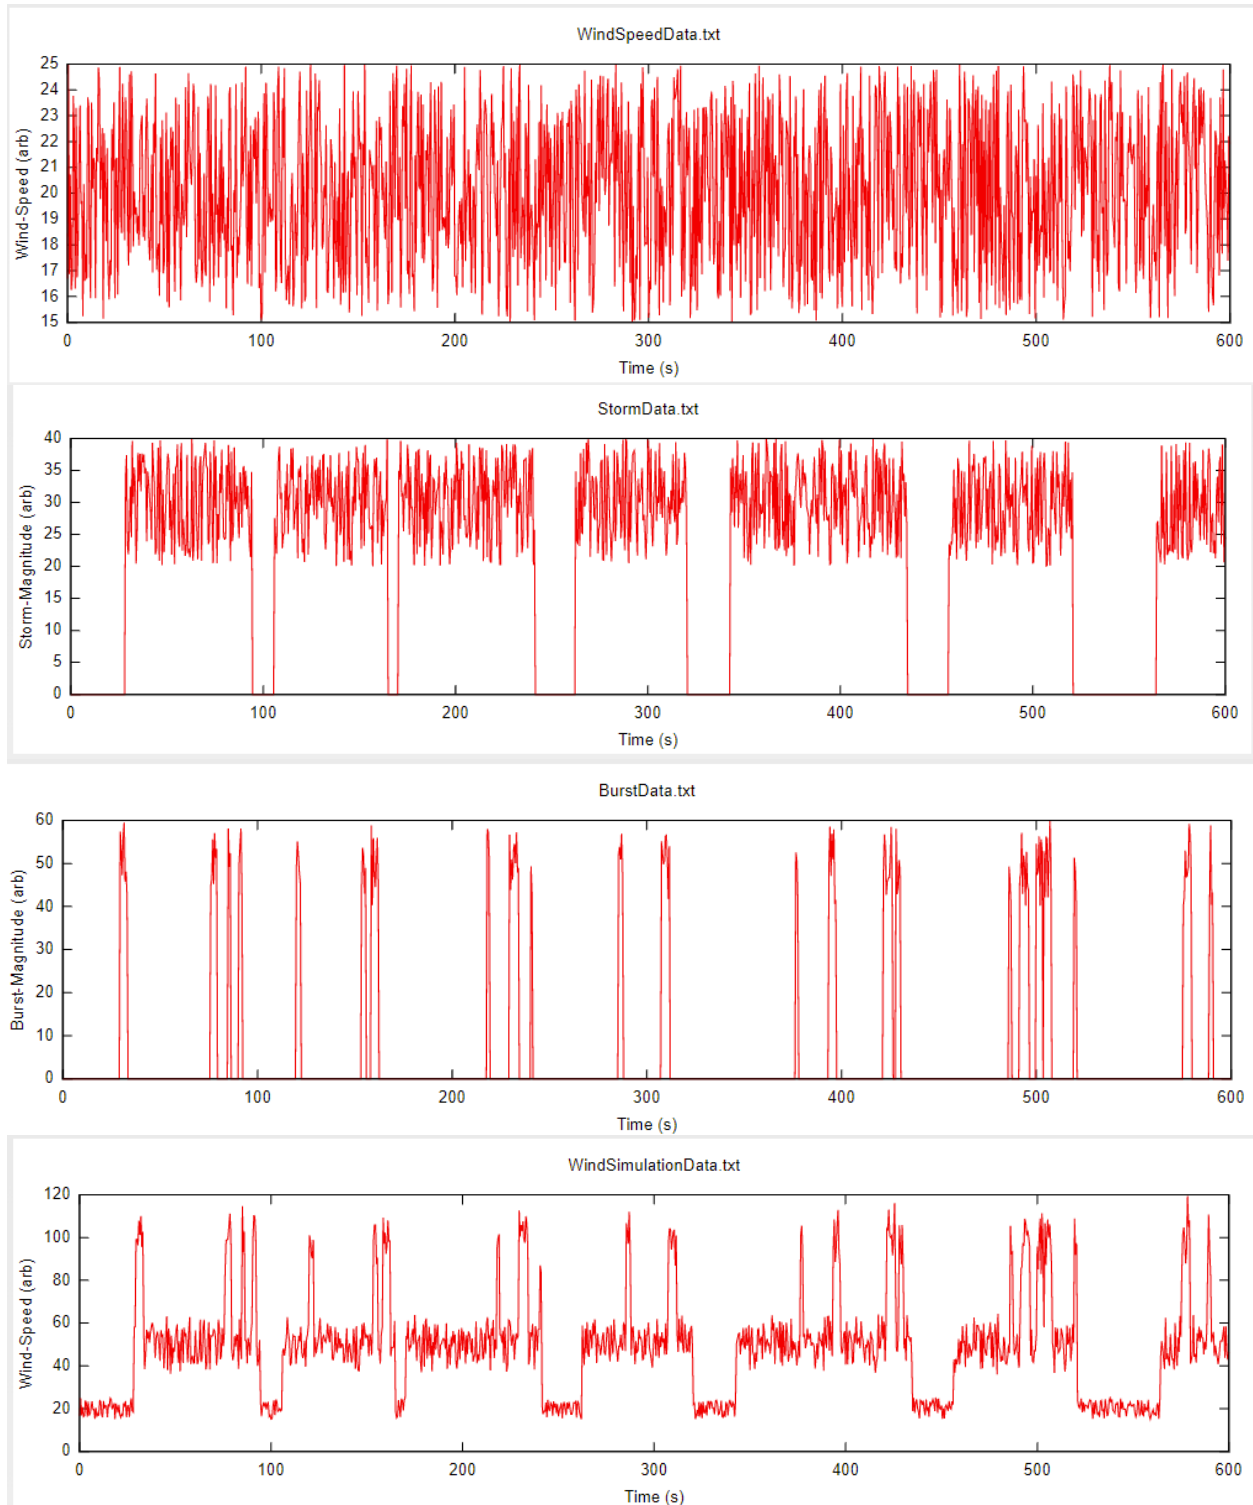 WindSpeedData.txt
25
24
23
22
21
20
19
18
17
16
15
Wind-Speed (arb)
0 100 200 300 400 500 600
Time (s)
StormData.txt
40
35
30
25
20
15
10
5
0
Storm-Magnitude (arb)
0 100 200 300 400 500 600
Time (s)
BurstData.txt
60
50
40
30
20
10
0
Burst-Magnitude (arb)
0 100 200 300 400 500 600
Time (s)
WindSimulationData.txt
120
100
80
60
40
20
0
Wind-Speed (arb)
0 100 200 300 400 500 600
Time (s)